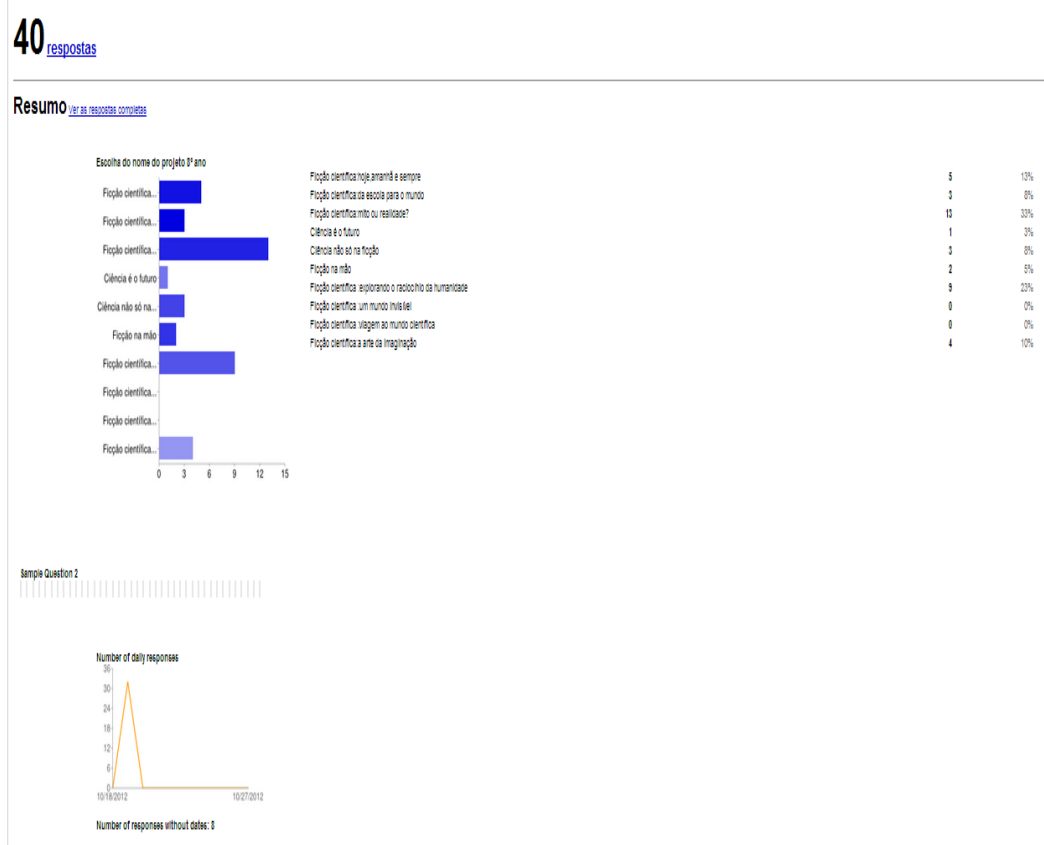 40 respostas
Resumo Ver as respostas completas
Escolha do nome do projeto 8º ano
Ficção científica...
Ficção científica...
Ficção científica...
Ciência é o futuro
Ciência não só na...
Ficção na mão
Ficção científica...
Ficção científica...
Ficção científica...
Ficção científica...
0 3 6 9 12 15
Ficção científica:hoje,amanhã e sempre 5 13%
Ficção científica:da escola para o mundo 3 8%
Ficção científica:mito ou realidade? 13 33%
Ciência é o futuro 1 3%
Ciência não só na ficção 3 8%
Ficção na mão 2 5%
Ficção científica :explorando o raciocínio da humanidade 9 23%
Ficção científica :um mundo invisível 0 0%
Ficção científica :viagem ao mundo científica 0 0%
Ficção científica:a arte da imaginação 4 10%
Sample Question 2
Number of daily responses
36
30
24
18
12
6
0
10/18/2012 10/27/2012
Number of responses without dates: 8